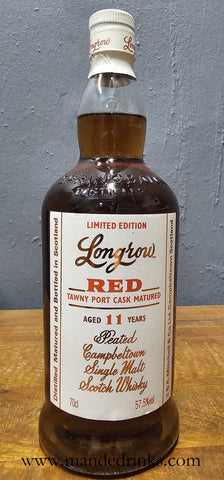 Longrow
LIMITED EDITION
Longrow
RED
TAWNY PORT CASK MATURED
AGED 11 YEARS
Peated
Campbeltown
Single Malt
Scotch Whisky
70cl
57.5%vol
Distilled, Matured and Bottled in Scotland
www.mandedrinks.com